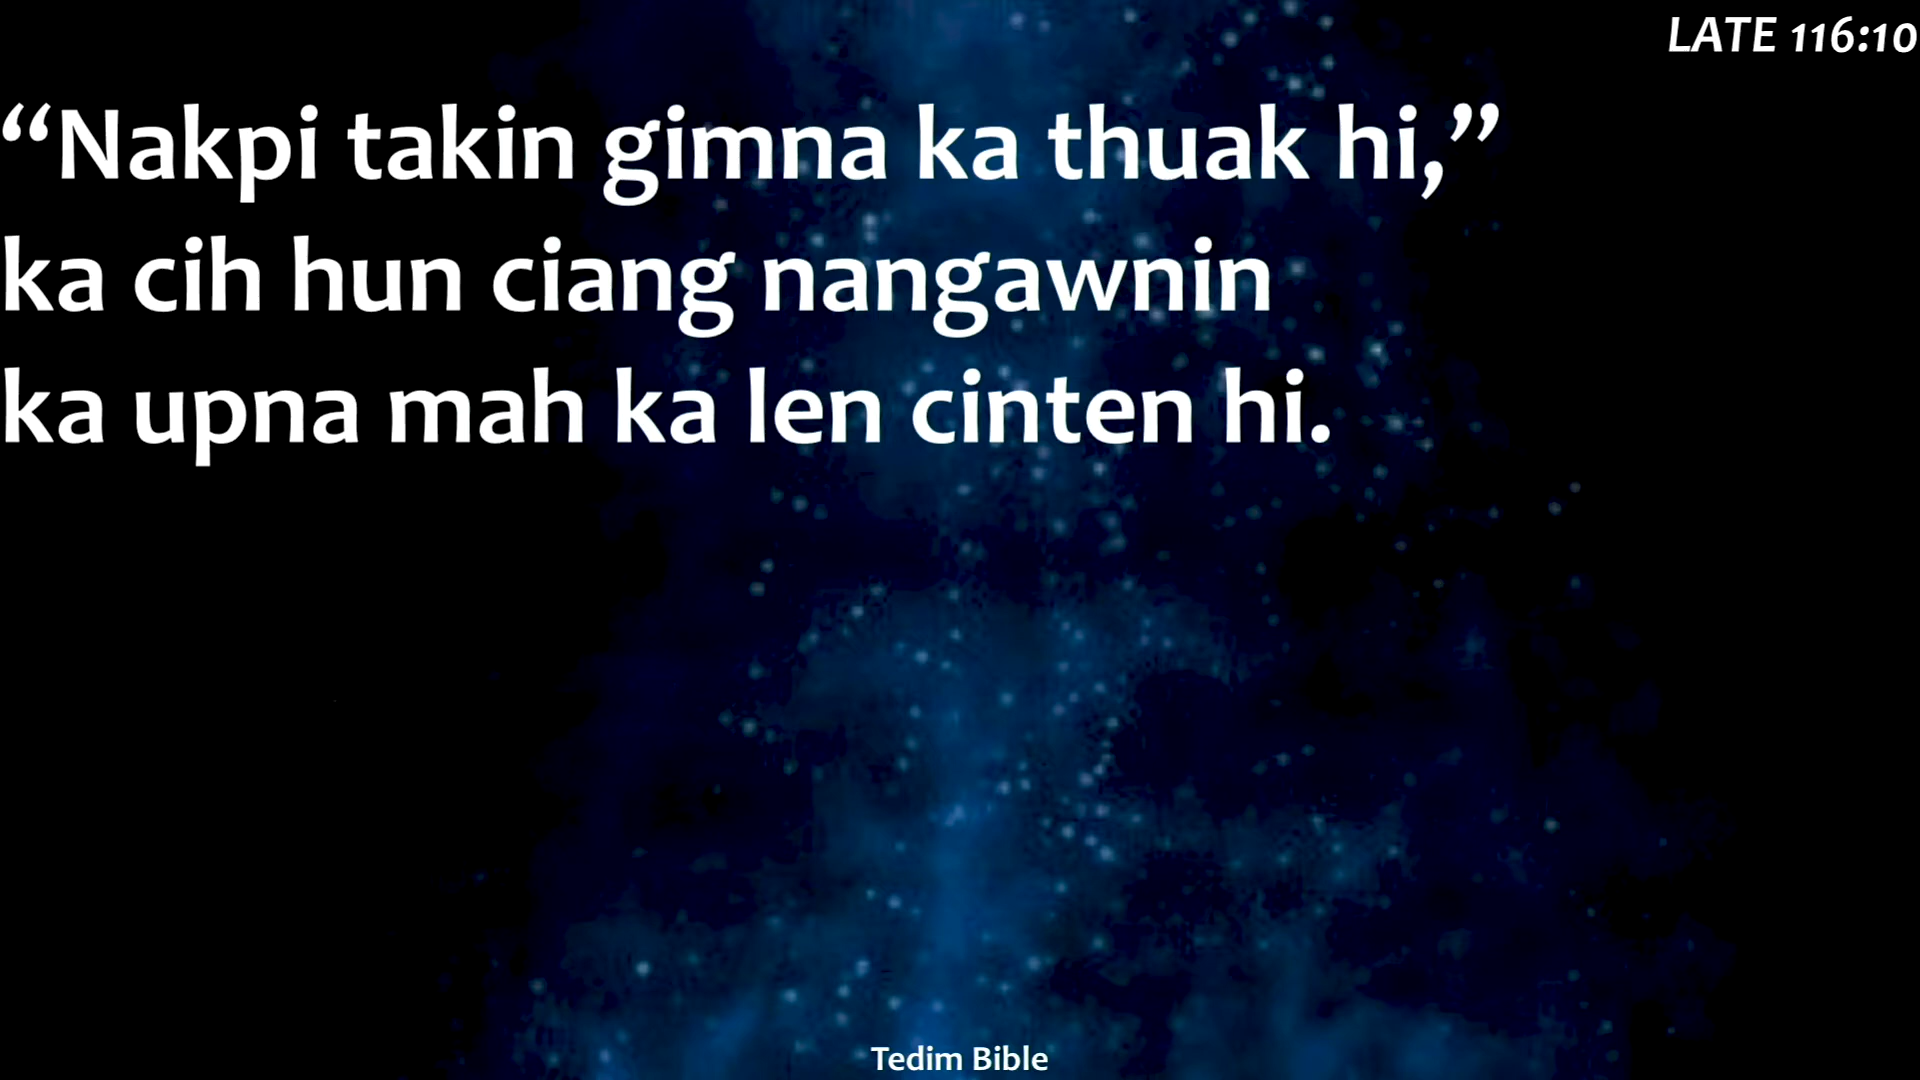 LATE 116:10
“Nakpi takin gimna ka thuak hi,”
ka cih hun ciang nangawnin
ka upna mah ka len cinten hi.
Tedim Bible